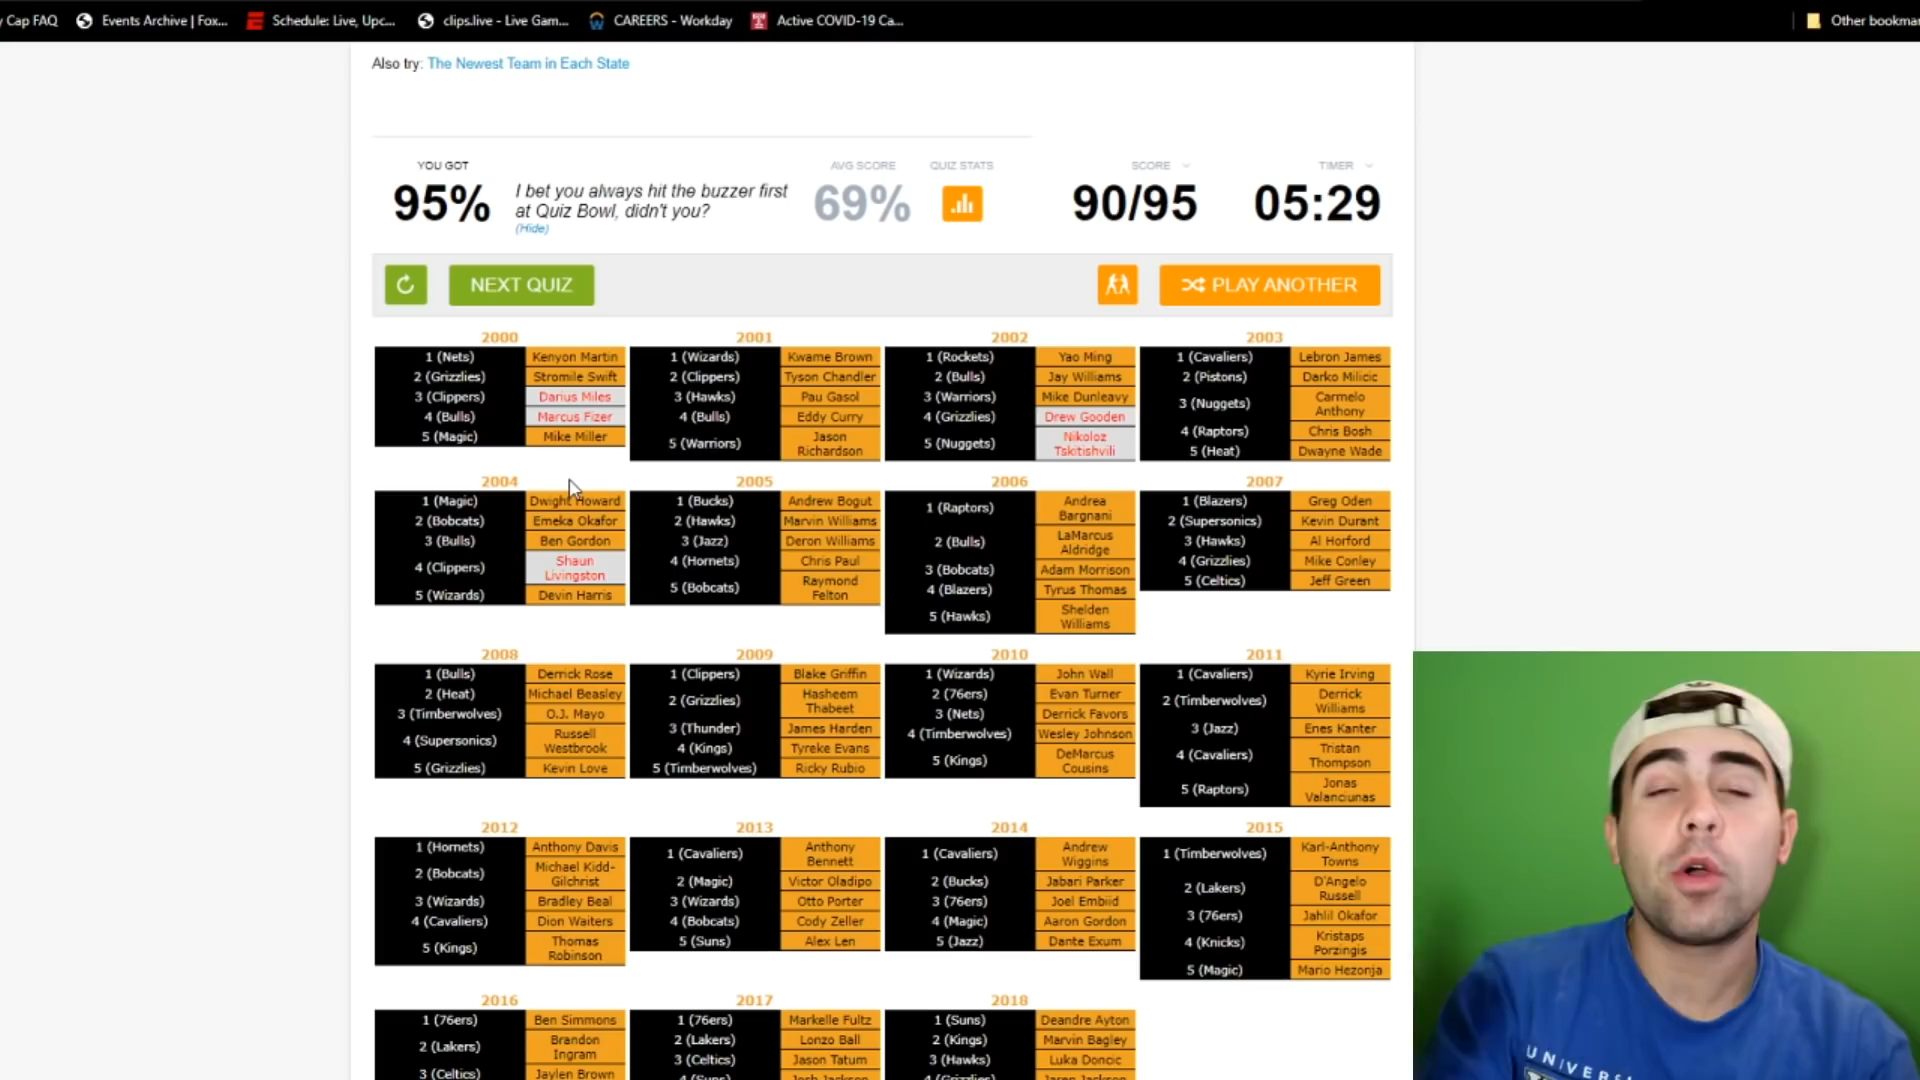 y Cap FAQ
Events Archive | Fox...
Schedule: Live, Upc...
clips.live - Live Gam...
CAREERS - Workday
Active COVID-19 Ca...
Other bookmar
Also try: The Newest Team in Each State
YOU GOT
95%
I bet you always hit the buzzer first
at Quiz Bowl, didn't you?
(Hide)
AVG SCORE
69%
QUIZ STATS
SCORE
90/95
TIMER
05:29
NEXT QUIZ
PLAY ANOTHER
2000
1 (Nets) Kenyon Martin
2 (Grizzlies) Stromile Swift
3 (Clippers) Darius Miles
4 (Bulls) Marcus Fizer
5 (Magic) Mike Miller
2001
1 (Wizards) Kwame Brown
2 (Clippers) Tyson Chandler
3 (Hawks) Pau Gasol
4 (Bulls) Eddy Curry
5 (Warriors) Jason
Richardson
2002
1 (Rockets) Yao Ming
2 (Bulls) Jay Williams
3 (Warriors) Mike Dunleavy
4 (Grizzlies) Drew Gooden
5 (Nuggets) Nikoloz
Tskitishvili
2003
1 (Cavaliers) Lebron James
2 (Pistons) Darko Milicic
3 (Nuggets) Carmelo
Anthony
4 (Raptors) Chris Bosh
5 (Heat) Dwayne Wade
2004
1 (Magic) Dwight Howard
2 (Bobcats) Emeka Okafor
3 (Bulls) Ben Gordon
4 (Clippers) Shaun
Livingston
5 (Wizards) Devin Harris
2005
1 (Bucks) Andrew Bogut
2 (Hawks) Marvin Williams
3 (Jazz) Deron Williams
4 (Hornets) Chris Paul
5 (Bobcats) Raymond
Felton
2006
1 (Raptors) Andrea
Bargnani
2 (Bulls) LaMarcus
Aldridge
3 (Bobcats) Adam Morrison
4 (Blazers) Tyrus Thomas
5 (Hawks) Shelden
Williams
2007
1 (Blazers) Greg Oden
2 (Supersonics) Kevin Durant
3 (Hawks) Al Horford
4 (Grizzlies) Mike Conley
5 (Celtics) Jeff Green
2008
1 (Bulls) Derrick Rose
2 (Heat) Michael Beasley
3 (Timberwolves) O.J. Mayo
4 (Supersonics) Russell
Westbrook
5 (Grizzlies) Kevin Love
2009
1 (Clippers) Blake Griffin
2 (Grizzlies) Hasheem
Thabeet
3 (Thunder) James Harden
4 (Kings) Tyreke Evans
5 (Timberwolves) Ricky Rubio
2010
1 (Wizards) John Wall
2 (76ers) Evan Turner
3 (Nets) Derrick Favors
4 (Timberwolves) Wesley Johnson
5 (Kings) DeMarcus
Cousins
2011
1 (Cavaliers) Kyrie Irving
2 (Timberwolves) Derrick
Williams
3 (Jazz) Enes Kanter
4 (Cavaliers) Tristan
Thompson
5 (Raptors) Jonas
Valanciunas
2012
1 (Hornets) Anthony Davis
2 (Bobcats) Michael Kidd-
Gilchrist
3 (Wizards) Bradley Beal
4 (Cavaliers) Dion Waiters
5 (Kings) Thomas
Robinson
2013
1 (Cavaliers) Anthony
Bennett
2 (Magic) Victor Oladipo
3 (Wizards) Otto Porter
4 (Bobcats) Cody Zeller
5 (Suns) Alex Len
2014
1 (Cavaliers) Andrew
Wiggins
2 (Bucks) Jabari Parker
3 (76ers) Joel Embiid
4 (Magic) Aaron Gordon
5 (Jazz) Dante Exum
2015
1 (Timberwolves) Karl-Anthony
Towns
2 (Lakers) D'Angelo
Russell
3 (76ers) Jahlil Okafor
4 (Knicks) Kristaps
Porzingis
5 (Magic) Mario Hezonja
2016
1 (76ers) Ben Simmons
2 (Lakers) Brandon
Ingram
3 (Celtics) Jaylen Brown
2017
1 (76ers) Markelle Fultz
2 (Lakers) Lonzo Ball
3 (Celtics) Jason Tatum
4 (Suns) Josh Jackson
2018
1 (Suns) Deandre Ayton
2 (Kings) Marvin Bagley
3 (Hawks) Luka Doncic
4 (Grizzlies) Jaren Jackson
UNIVERS